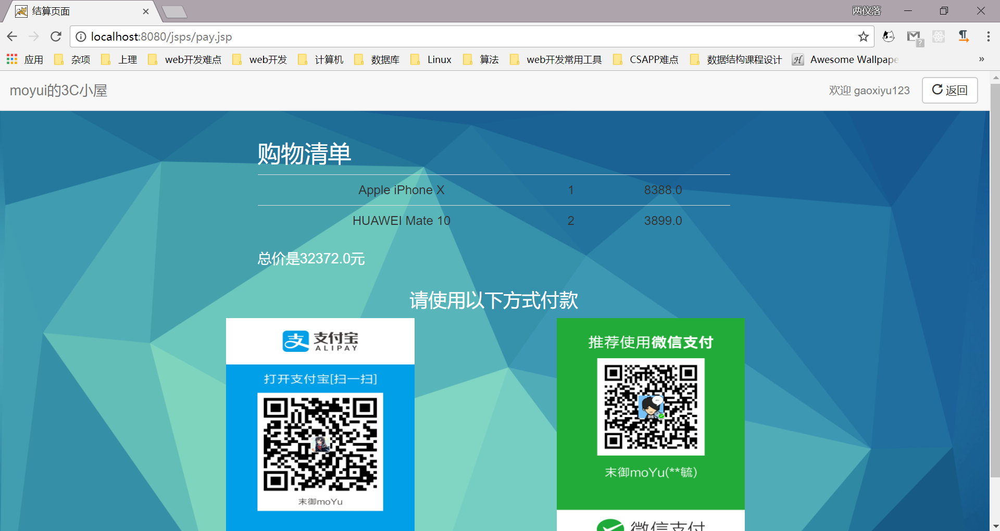 结算页面
两仪落
localhost:8080/jsps/pay.jsp
应用 杂项 上理 web开发难点 web开发 计算机 数据库 Linux 算法 web开发常用工具 CSAPP难点 数据结构课程设计 Awesome Wallpape »
moyui的3C小屋
欢迎 gaoxiyu123 返回
购物清单
Apple iPhone X 1 8388.0
HUAWEI Mate 10 2 3899.0
总价是32372.0元
请使用以下方式付款
支 支付宝
ALIPAY
打开支付宝[扫一扫]
末御moYu
推荐使用微信支付
末御moYu(**毓)
微信支付